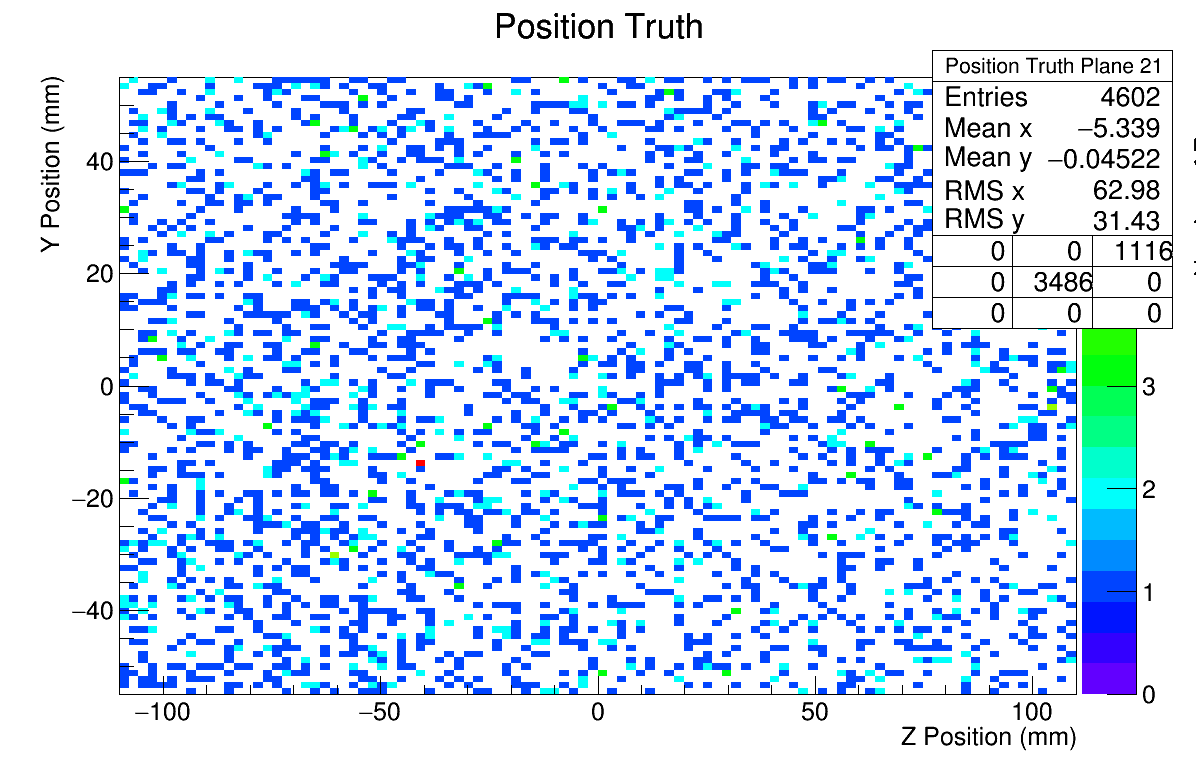 Position Truth
Position Truth Plane 21
Entries 4602
Mean x −5.339
Mean y −0.04522
RMS x 62.98
RMS y 31.43
0 0 1116
0 3486 0
0 0 0
Y Position (mm)
40
20
0
−20
−40
−100 −50 0 50 100
Z Position (mm)
3
2
1
0